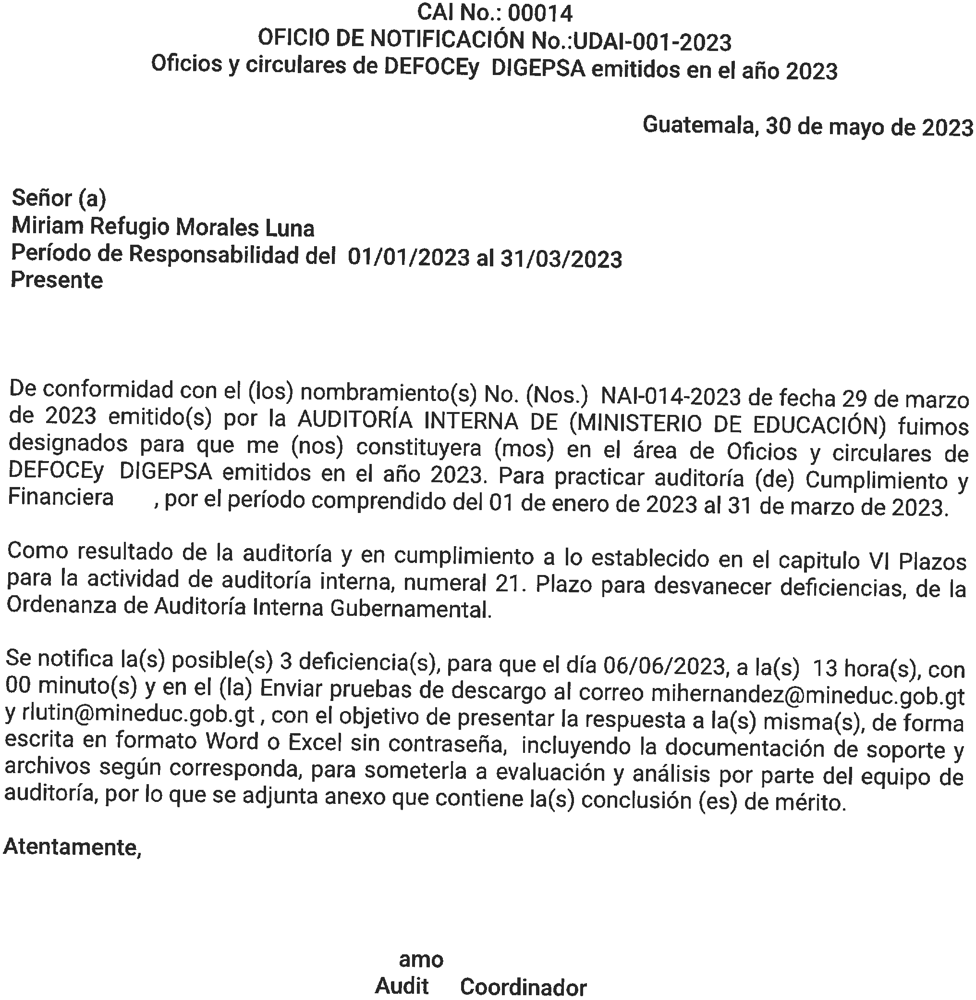 CAI No.: 00014
OFICIO DE NOTIFICACIÓN No.:UDAI-001-2023
Oficios y circulares de DEFOCEy DIGEPSA emitidos en el año 2023
Guatemala, 30 de mayo de 2023
Señor (a)
Miriam Refugio Morales Luna
Período de Responsabilidad del 01/01/2023 al 31/03/2023
Presente
De conformidad con el (los) nombramiento(s) No. (Nos.) NAI-014-2023 de fecha 29 de marzo
de 2023 emitido(s) por la AUDITORÍA INTERNA DE (MINISTERIO DE EDUCACIÓN) fuimos
designados para que me (nos) constituyera (mos) en el área de Oficios y circulares de
DEFOCEy DIGEPSA emitidos en el año 2023. Para practicar auditoría (de) Cumplimiento y
Financiera , por el período comprendido del 01 de enero de 2023 al 31 de marzo de 2023.
Como resultado de la auditoría y en cumplimiento a lo establecido en el capitulo VI Plazos
para la actividad de auditoría interna, numeral 21. Plazo para desvanecer deficiencias, de la
Ordenanza de Auditoría Interna Gubernamental.
Se notifica la(s) posible(s) 3 deficiencia(s), para que el día 06/06/2023, a la(s) 13 hora(s), con
00 minuto(s) y en el (la) Enviar pruebas de descargo al correo mihernandez@mineduc.gob.gt
y rlutin@mineduc.gob.gt , con el objetivo de presentar la respuesta a la(s) misma(s), de forma
escrita en formato Word o Excel sin contraseña, incluyendo la documentación de soporte y
archivos según corresponda, para someterla a evaluación y análisis por parte del equipo de
auditoría, por lo que se adjunta anexo que contiene la(s) conclusión (es) de mérito.
Atentamente,
amo
Audit Coordinador